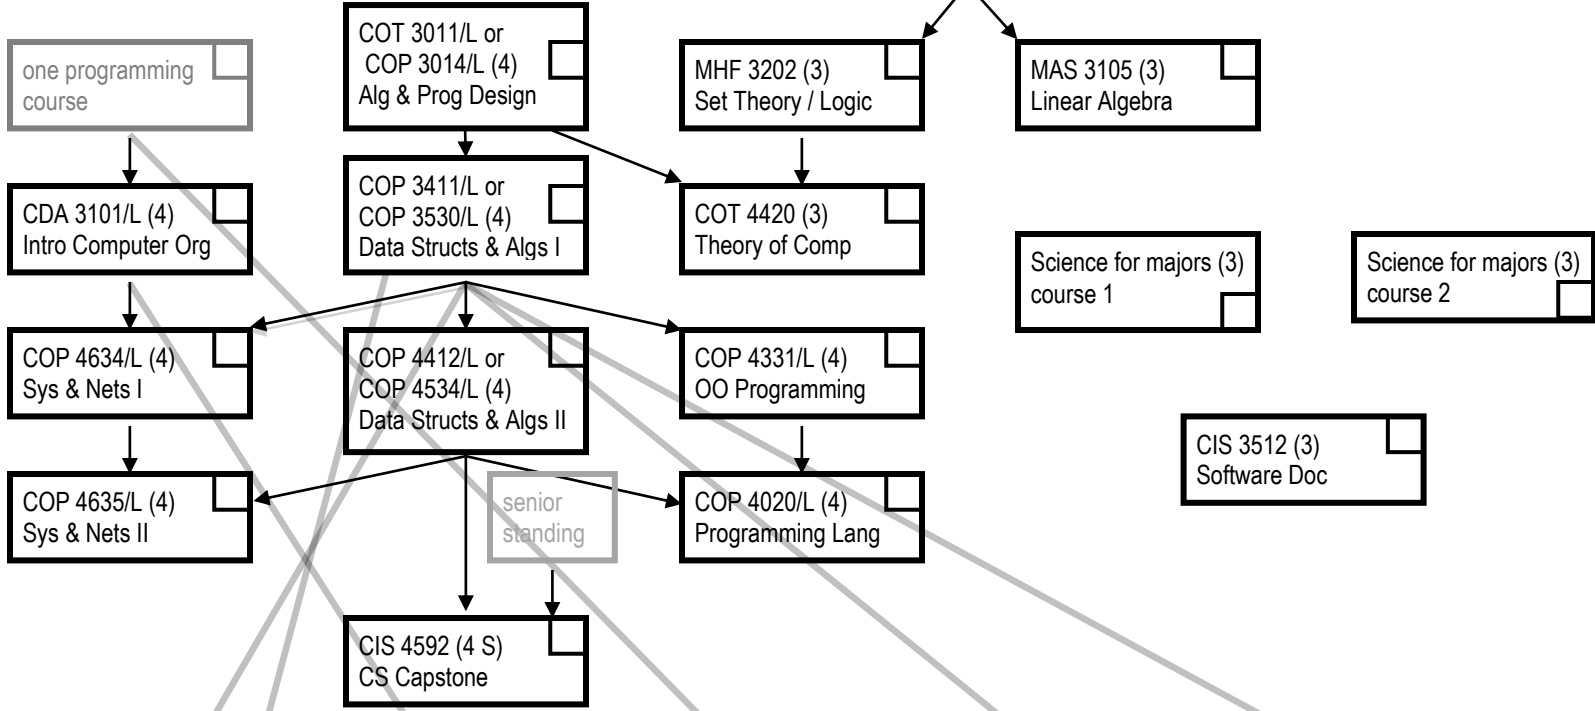 COT 3011/L or
COP 3014/L (4)
Alg & Prog Design
one programming
course
MHF 3202 (3)
Set Theory / Logic
MAS 3105 (3)
Linear Algebra
CDA 3101/L (4)
Intro Computer Org
COP 3411/L or
COP 3530/L (4)
Data Structs & Algs I
COT 4420 (3)
Theory of Comp
Science for majors (3)
course 1
Science for majors (3)
course 2
COP 4634/L (4)
Sys & Nets I
COP 4412/L or
COP 4534/L (4)
Data Structs & Algs II
COP 4331/L (4)
OO Programming
CIS 3512 (3)
Software Doc
COP 4635/L (4)
Sys & Nets II
senior
standing
COP 4020/L (4)
Programming Lang
CIS 4592 (4 S)
CS Capstone